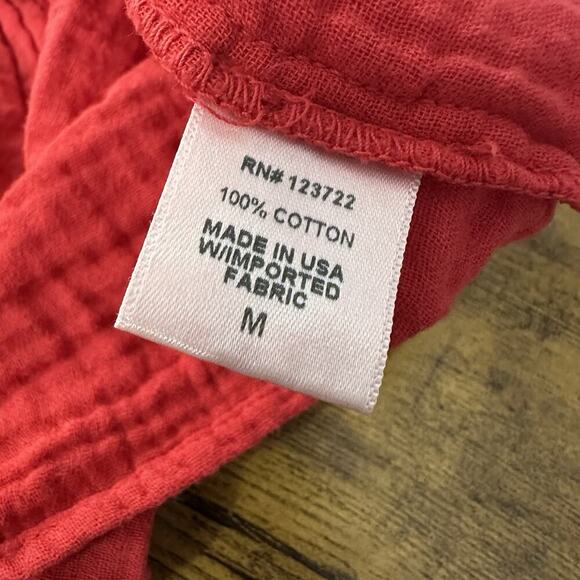 RN# 123722
100% COTTON
MADE IN USA
W/IMPORTED
FABRIC
M